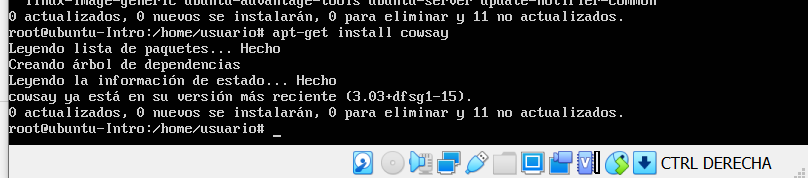 linux-image-generic ubuntu-advantage-tools ubuntu-server update-notifier-common
0 actualizados, 0 nuevos se instalarán, 0 para eliminar y 11 no actualizados.
root@ubuntu-Intro:/home/usuario# apt-get install cowsay
Leyendo lista de paquetes... Hecho
Creando árbol de dependencias
Leyendo la información de estado... Hecho
cowsay ya está en su versión más reciente (3.03+dfsg1-15).
0 actualizados, 0 nuevos se instalarán, 0 para eliminar y 11 no actualizados.
root@ubuntu-Intro:/home/usuario# _
CTRL DERECHA